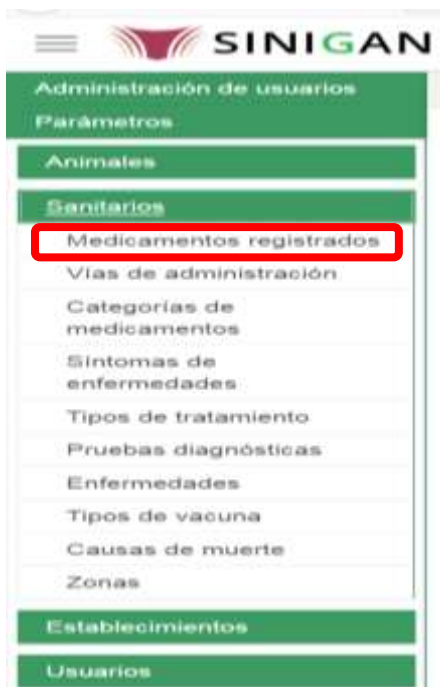 SINIGAN
Administración de usuarios
Parámetros
Animales
Sanitarios
Medicamentos registrados
Vías de administración
Categorías de
medicamentos
Síntomas de
enfermedades
Tipos de tratamiento
Pruebas diagnósticas
Enfermedades
Tipos de vacuna
Causas de muerte
Zonas
Establecimientos
Usuarios